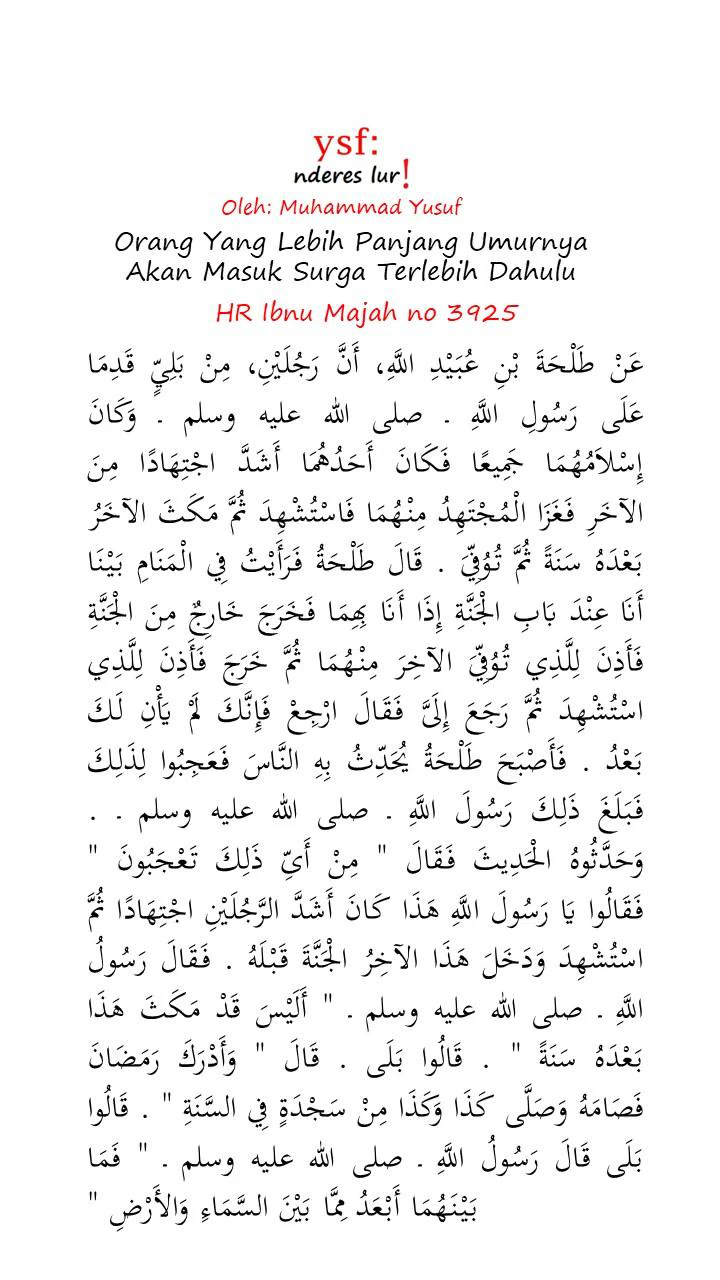 ysf:
nderes lur!
Oleh: Muhammad Yusuf
Orang Yang Lebih Panjang Umurnya
Akan Masuk Surga Terlebih Dahulu
HR Ibnu Majah no 3925
عَنْ طَلْحَةَ بْنِ عُبَيْدِ اللَّهِ، أَنَّ رَجُلَيْنِ، مِنْ بَلِيٍّ قَدِمَا
عَلَى رَسُولِ اللَّهِ ـ صلى الله عليه وسلم ـ وَكَانَ
إِسْلاَمُهُمَا جَمِيعًا فَكَانَ أَحَدُهُمَا أَشَدَّ اجْتِهَادًا مِنَ
الآخَرِ فَغَزَا الْمُجْتَهِدُ مِنْهُمَا فَاسْتُشْهِدَ ثُمَّ مَكَثَ الآخَرُ
بَعْدَهُ سَنَةً ثُمَّ تُوُفِّيَ . قَالَ طَلْحَةُ فَرَأَيْتُ فِي الْمَنَامِ بَيْنَا
أَنَا عِنْدَ بَابِ الْجَنَّةِ إِذَا أَنَا بِهِمَا فَخَرَجَ خَارِجٌ مِنَ الْجَنَّةِ
فَأَذِنَ لِلَّذِي تُوُفِّيَ الآخِرَ مِنْهُمَا ثُمَّ خَرَجَ فَأَذِنَ لِلَّذِي
اسْتُشْهِدَ ثُمَّ رَجَعَ إِلَىَّ فَقَالَ ارْجِعْ فَإِنَّكَ لَمْ يَأْنِ لَكَ
بَعْدُ . فَأَصْبَحَ طَلْحَةُ يُحَدِّثُ بِهِ النَّاسَ فَعَجِبُوا لِذَلِكَ
فَبَلَغَ ذَلِكَ رَسُولَ اللَّهِ ـ صلى الله عليه وسلم ـ .
وَحَدَّثُوهُ الْحَدِيثَ فَقَالَ " مِنْ أَىِّ ذَلِكَ تَعْجَبُونَ "
فَقَالُوا يَا رَسُولَ اللَّهِ هَذَا كَانَ أَشَدَّ الرَّجُلَيْنِ اجْتِهَادًا ثُمَّ
اسْتُشْهِدَ وَدَخَلَ هَذَا الآخِرُ الْجَنَّةَ قَبْلَهُ . فَقَالَ رَسُولُ
اللَّهِ ـ صلى الله عليه وسلم ـ " أَلَيْسَ قَدْ مَكَثَ هَذَا
بَعْدَهُ سَنَةً " . قَالُوا بَلَى . قَالَ " وَأَدْرَكَ رَمَضَانَ
فَصَامَهُ وَصَلَّى كَذَا وَكَذَا مِنْ سَجْدَةٍ فِي السَّنَةِ " . قَالُوا
بَلَى قَالَ رَسُولُ اللَّهِ ـ صلى الله عليه وسلم ـ " فَمَا
بَيْنَهُمَا أَبْعَدُ مِمَّا بَيْنَ السَّمَاءِ وَالأَرْضِ "